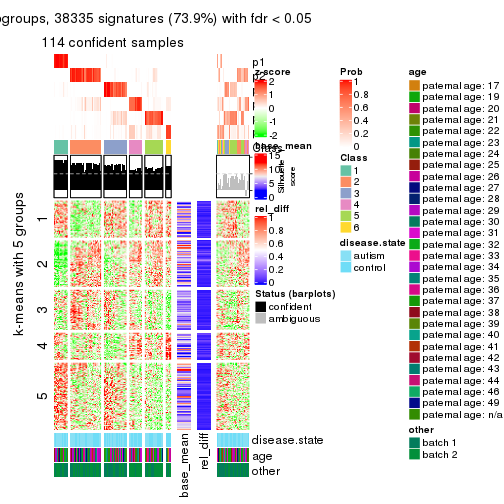 groups, 38335 signatures (73.9%) with fdr < 0.05
114 confident samples
p1
p2
z-score
2
1
0
-1
-2
Class
base_mean
15
10
5
0
Silhouette
score
rel_diff
1
0.8
0.6
0.4
0.2
0
Status (barplots)
confident
ambiguous
Prob
1
0.8
0.6
0.4
0.2
0
Class
1
2
3
4
5
6
disease.state
autism
control
age
paternal age: 17
paternal age: 19
paternal age: 20
paternal age: 21
paternal age: 22
paternal age: 23
paternal age: 24
paternal age: 25
paternal age: 26
paternal age: 27
paternal age: 28
paternal age: 29
paternal age: 30
paternal age: 31
paternal age: 32
paternal age: 33
paternal age: 34
paternal age: 35
paternal age: 36
paternal age: 37
paternal age: 38
paternal age: 39
paternal age: 40
paternal age: 41
paternal age: 42
paternal age: 43
paternal age: 44
paternal age: 46
paternal age: 49
paternal age: n/a
other
batch 1
batch 2
k-means with 5 groups
1
2
3
4
5
disease.state
age
other
base_mean
rel_diff